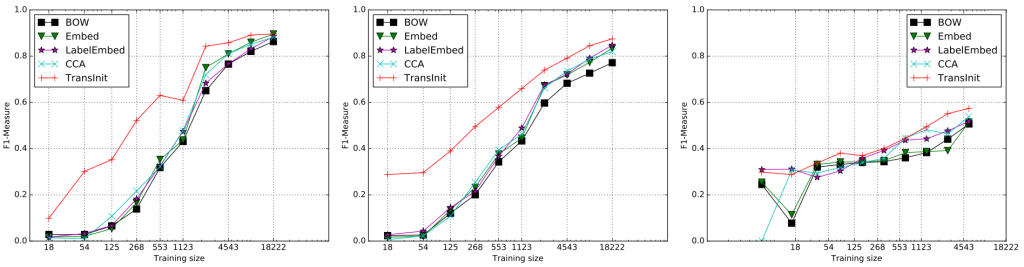 1.0
0.8
0.6
0.4
0.2
0.0
F1-Measure
BOW
Embed
LabelEmbed
CCA
TransInit
18 54 125 268 553 1123 4543 18222
Training size
1.0
0.8
0.6
0.4
0.2
0.0
F1-Measure
BOW
Embed
LabelEmbed
CCA
TransInit
18 54 125 268 553 1123 4543 18222
Training size
1.0
0.8
0.6
0.4
0.2
0.0
F1-Measure
BOW
Embed
LabelEmbed
CCA
TransInit
18 54 125 268 553 1123 4543
Training size